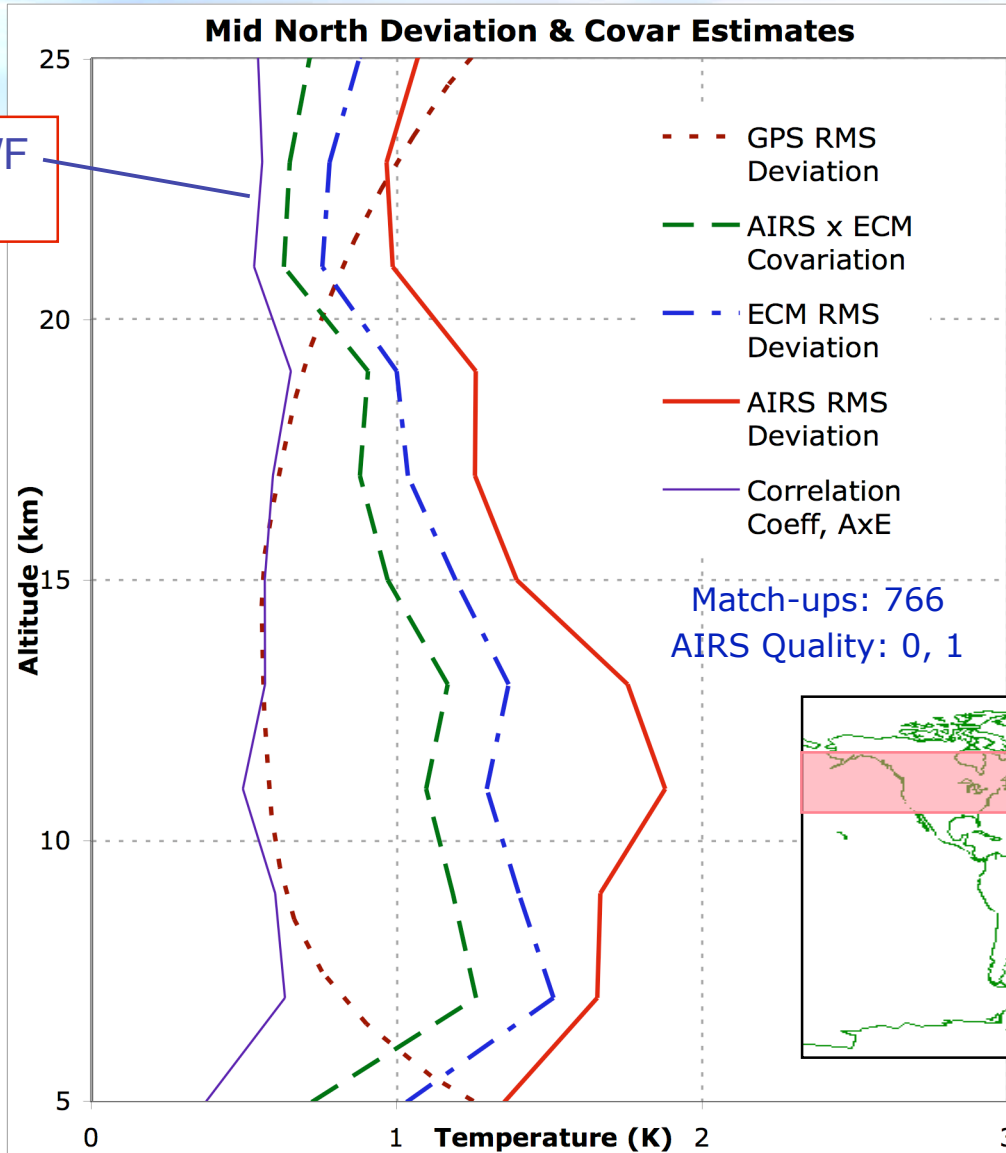 Mid North Deviation & Covar Estimates
25
20
15
10
5
Altitude (km)
GPS RMS
Deviation
AIRS x ECM
Covariation
ECM RMS
Deviation
AIRS RMS
Deviation
Correlation
Coeff, AxE
Match-ups: 766
AIRS Quality: 0, 1
0
1
Temperature (K)
2